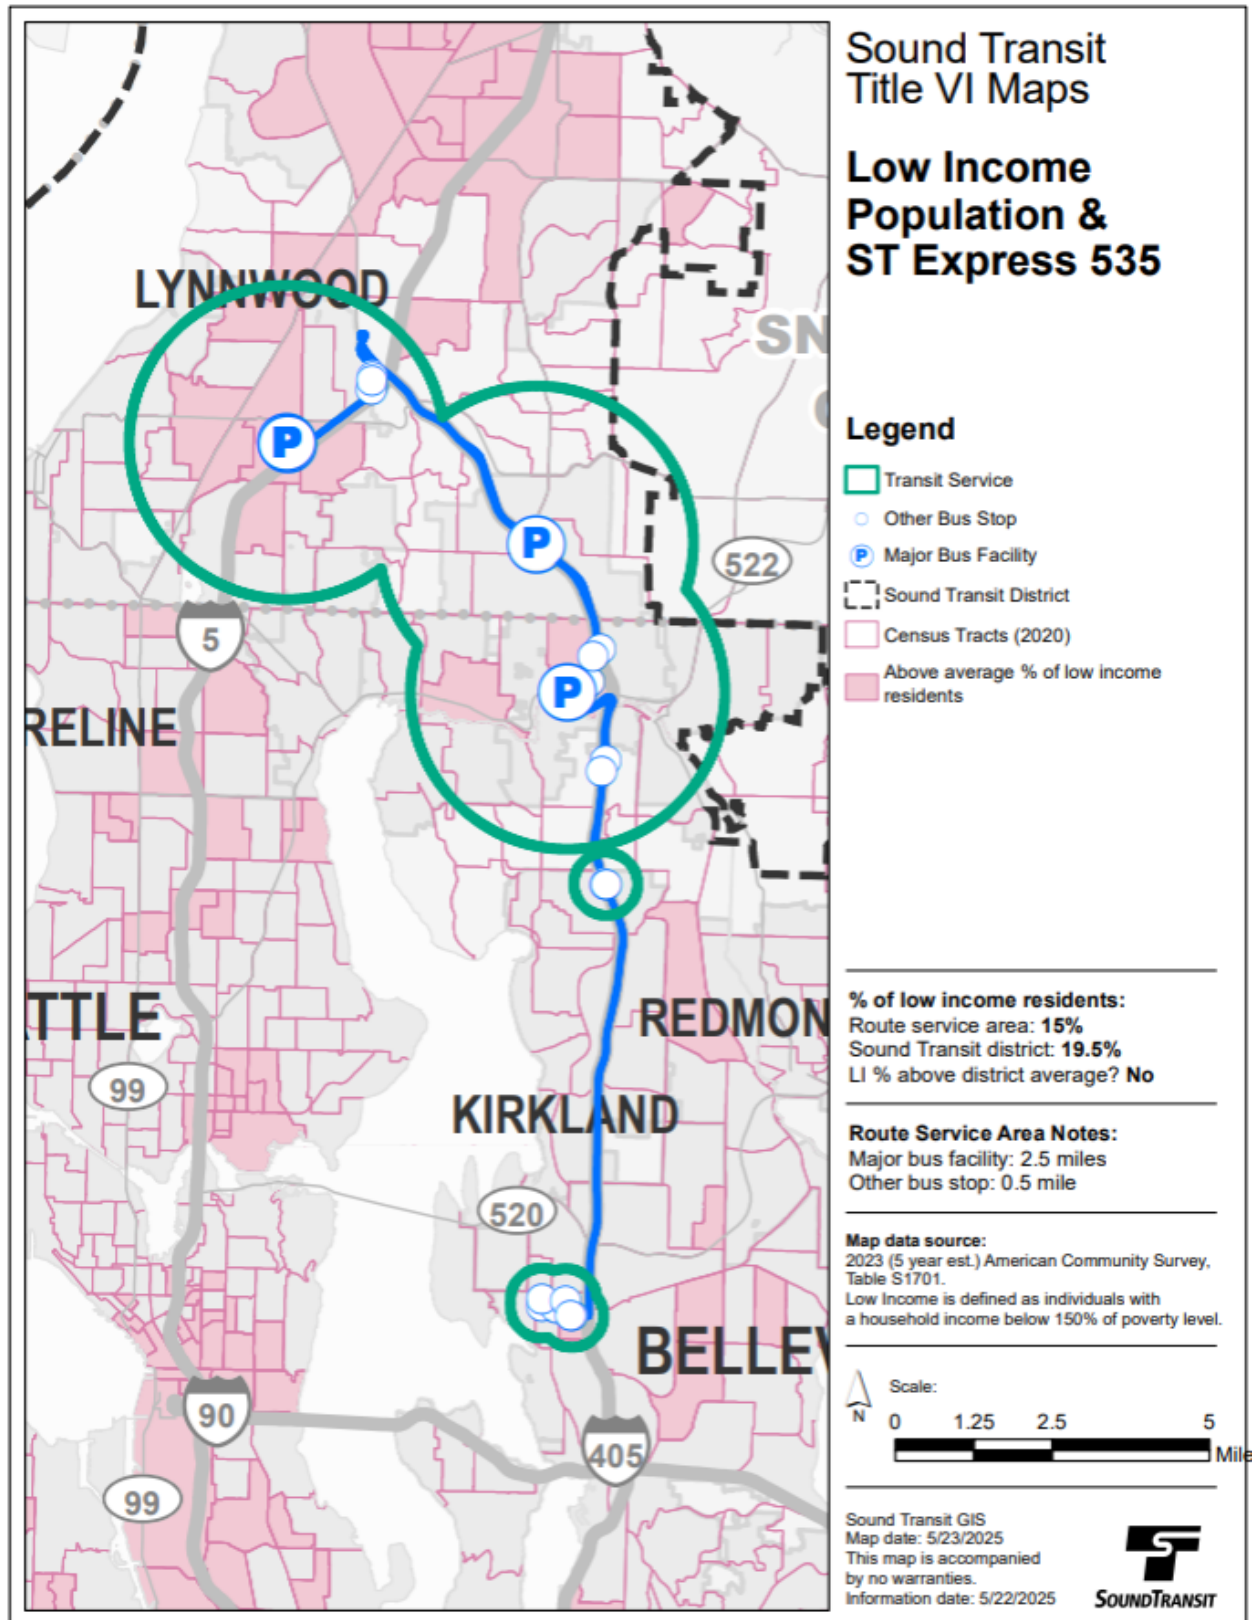 Sound Transit
Title VI Maps
Low Income
Population &
ST Express 535
Legend
Transit Service
Other Bus Stop
P Major Bus Facility
Sound Transit District
Census Tracts (2020)
Above average % of low income
residents
% of low income residents:
Route service area: 15%
Sound Transit district: 19.5%
LI % above district average? No
Route Service Area Notes:
Major bus facility: 2.5 miles
Other bus stop: 0.5 mile
Map data source:
2023 (5 year est.) American Community Survey,
Table S1701.
Low Income is defined as individuals with
a household income below 150% of poverty level.
Scale:
N
0 1.25 2.5 5
Mile
Sound Transit GIS
Map date: 5/23/2025
This map is accompanied
by no warranties.
Information date: 5/22/2025
SOUNDTRANSIT
LYNNWOOD
SN
P
P
522
5
P
RELINE
TTLE
REDMON
99
KIRKLAND
520
BELLEV
90
405
99